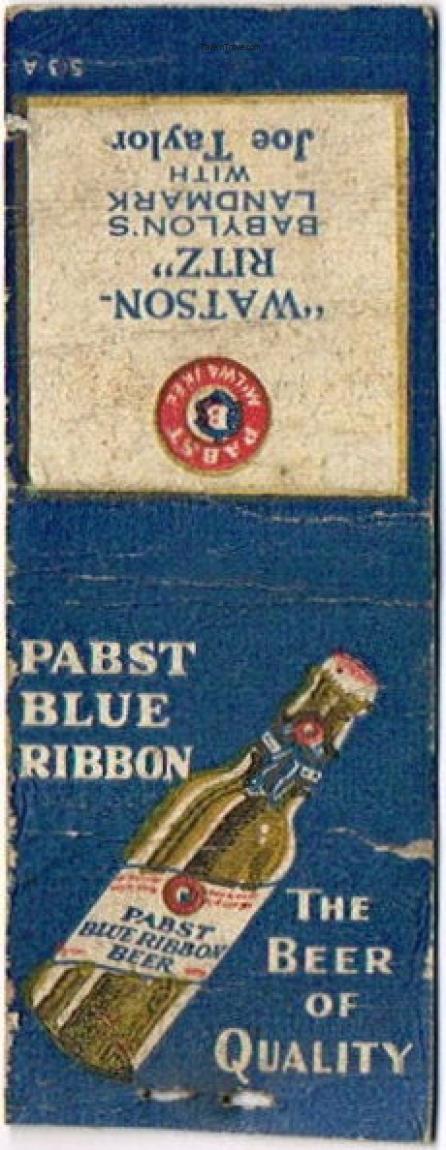 503 A
"WATSON-
RITZ"
BABYLON'S
LANDMARK
WITH
Joe Taylor
PABST
MILWAUKEE
B
PABST
BLUE
RIBBON
PABST
BLUE RIBBON
BEER
THE
BEER
OF
QUALITY